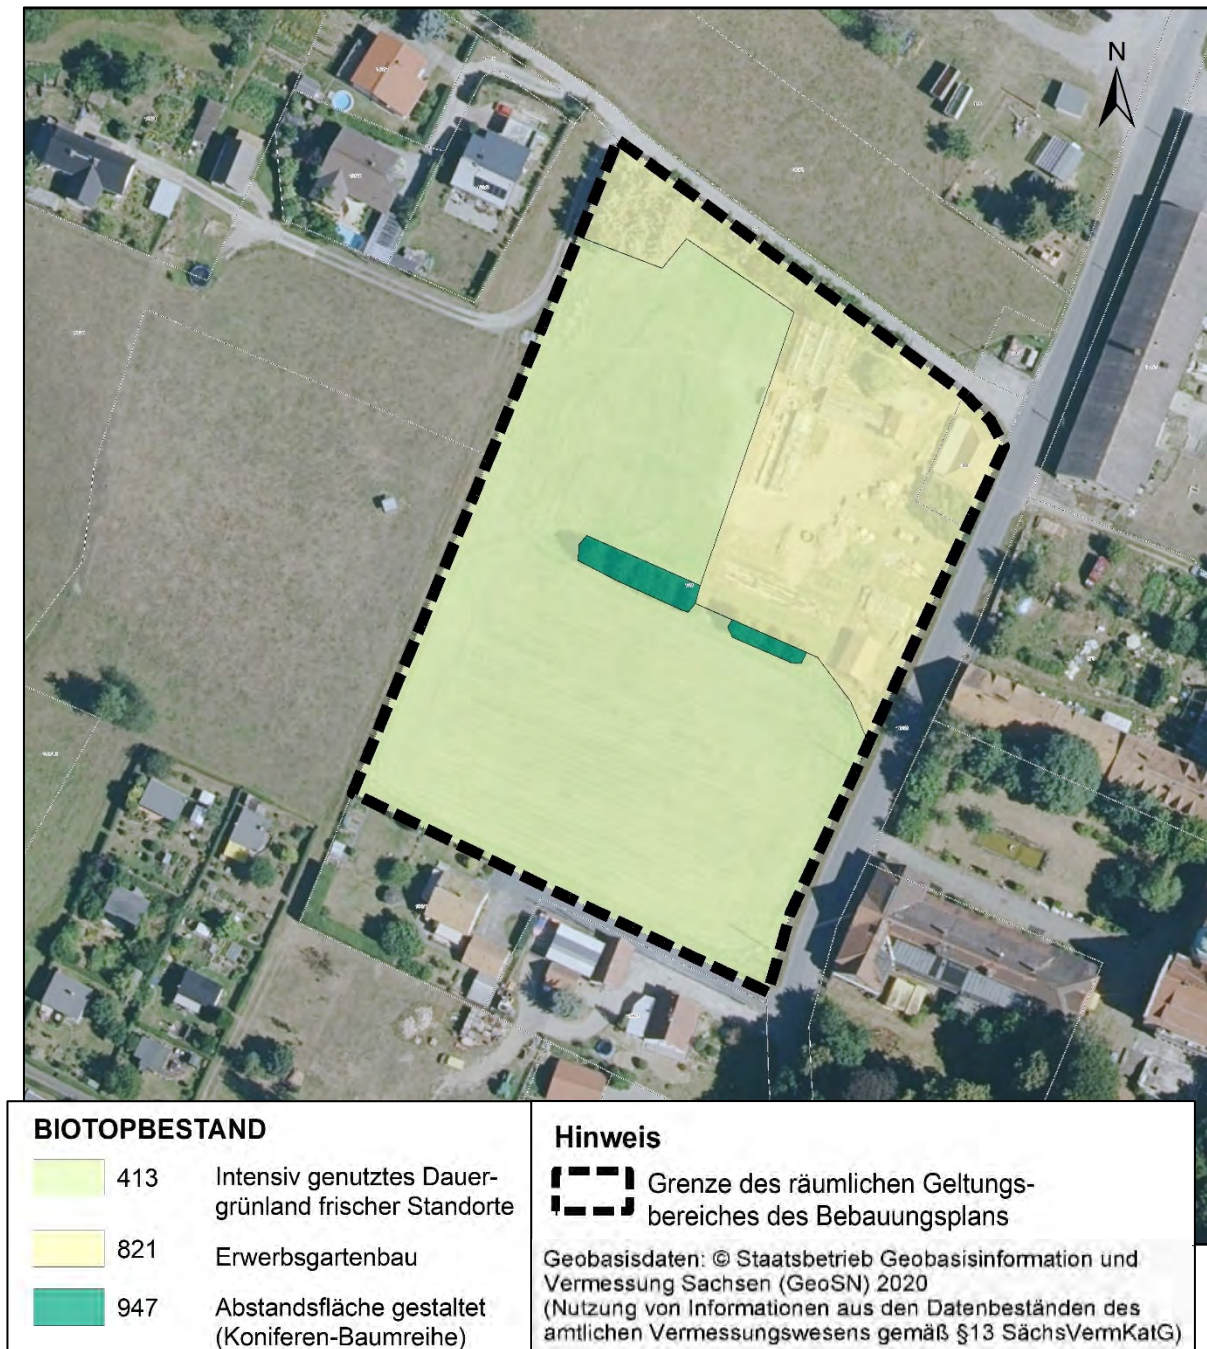 N
BIOTOPBESTAND
413 Intensiv genutztes Dauer-
grünland frischer Standorte
821 Erwerbsgartenbau
947 Abstandsfläche gestaltet
(Koniferen-Baumreihe)
Hinweis
Grenze des räumlichen Geltungs-
bereiches des Bebauungsplans
Geobasisdaten: © Staatsbetrieb Geobasisinformation und
Vermessung Sachsen (GeoSN) 2020
(Nutzung von Informationen aus den Datenbeständen des
amtlichen Vermessungswesens gemäß §13 SächsVermKatG)